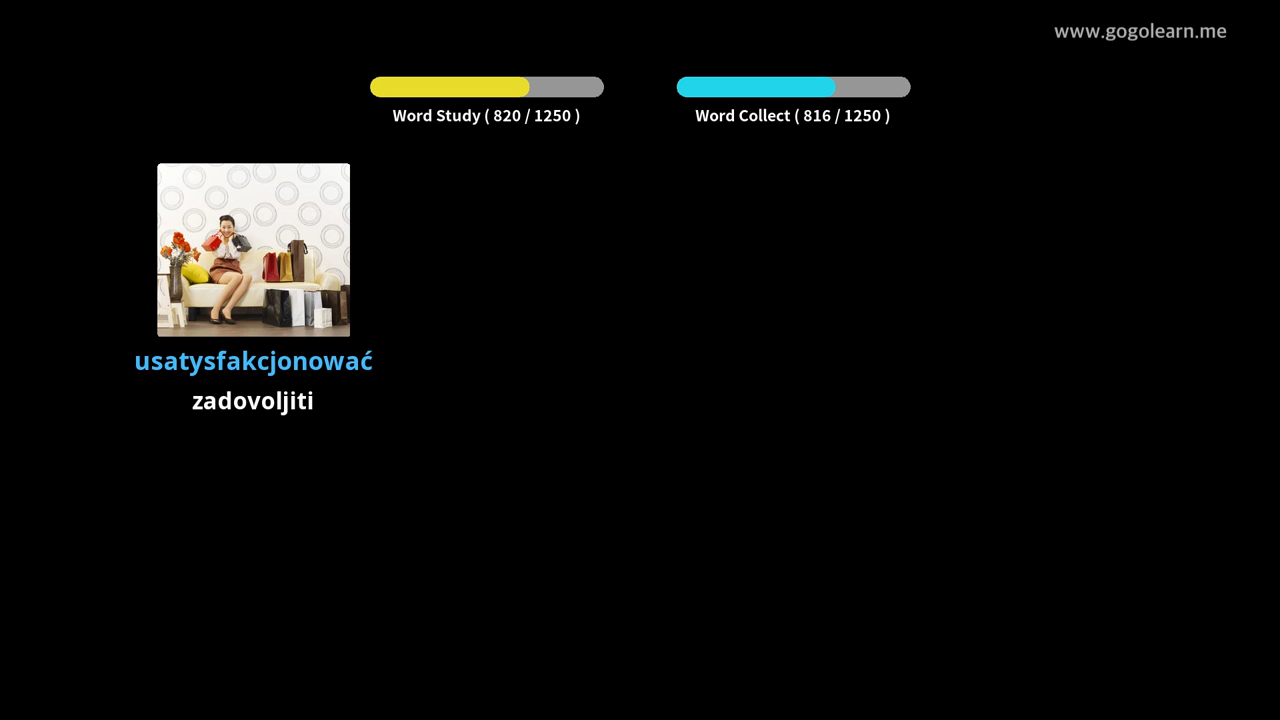 www.gogolearn.me
Word Study ( 820 / 1250 )
Word Collect ( 816 / 1250 )
usatysfakcjonować
zadovoljiti